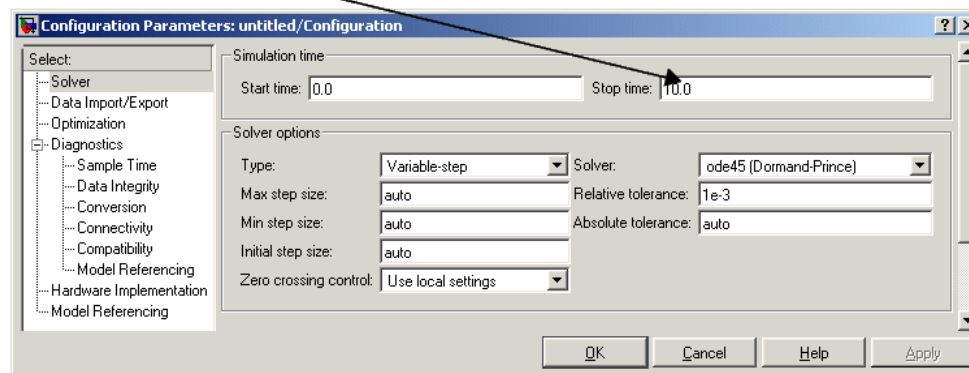 Configuration Parameters: untitled/Configuration
Select:
Solver
Data Import/Export
Optimization
Diagnostics
Sample Time
Data Integrity
Conversion
Connectivity
Compatibility
Model Referencing
Hardware Implementation
Model Referencing
Simulation time
Start time: 0.0 Stop time: 10.0
Solver options
Type: Variable-step Solver: ode45 (Dormand-Prince)
Max step size: auto Relative tolerance: 1e-3
Min step size: auto Absolute tolerance: auto
Initial step size: auto
Zero crossing control: Use local settings
OK Cancel Help Apply